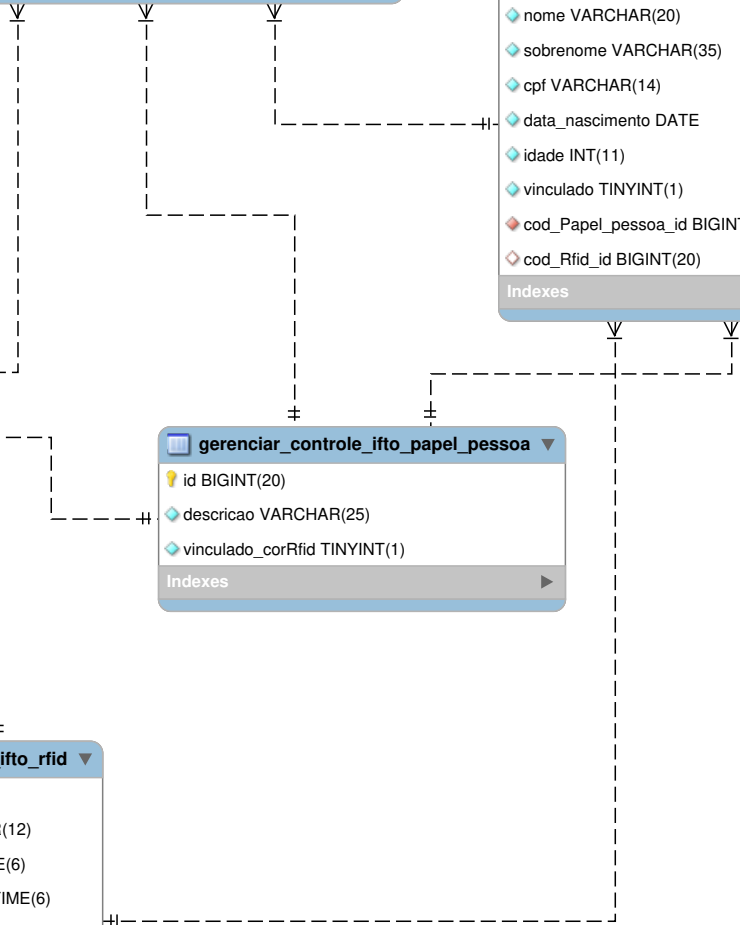 nome VARCHAR(20)
sobrenome VARCHAR(35)
cpf VARCHAR(14)
data_nascimento DATE
idade INT(11)
vinculado TINYINT(1)
cod_Papel_pessoa_id BIGINT
cod_Rfid_id BIGINT(20)
Indexes
gerenciar_controle_ifto_papel_pessoa
id BIGINT(20)
descricao VARCHAR(25)
vinculado_corRfid TINYINT(1)
Indexes
ifto_rfid
(12)
E(6)
TIME(6)